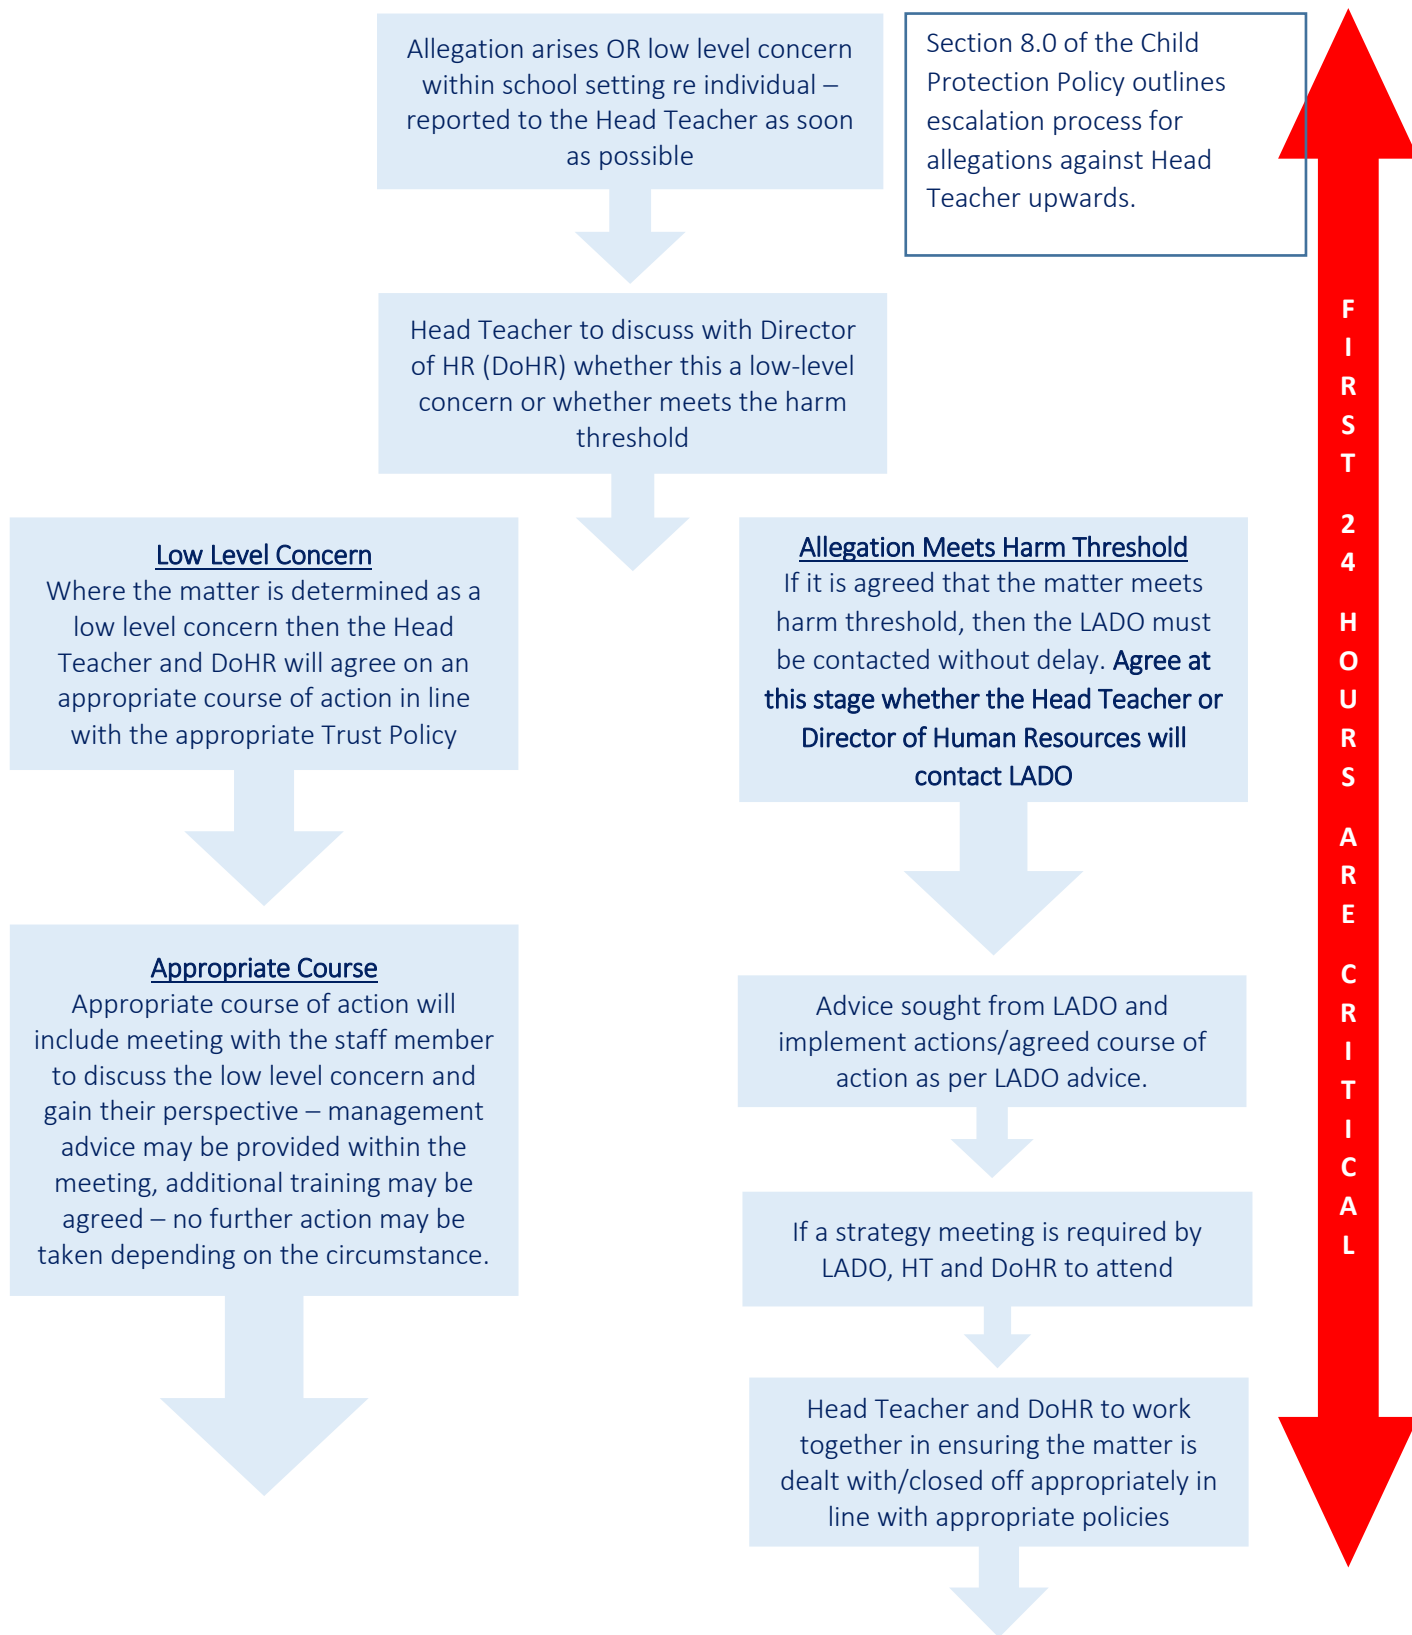 Allegation arises OR low level concern
within school setting re individual –
reported to the Head Teacher as soon
as possible
Section 8.0 of the Child
Protection Policy outlines
escalation process for
allegations against Head
Teacher upwards.
Head Teacher to discuss with Director
of HR (DoHR) whether this a low-level
concern or whether meets the harm
threshold
Low Level Concern
Where the matter is determined as a
low level concern then the Head
Teacher and DoHR will agree on an
appropriate course of action in line
with the appropriate Trust Policy
Allegation Meets Harm Threshold
If it is agreed that the matter meets
harm threshold, then the LADO must
be contacted without delay. Agree at
this stage whether the Head Teacher or
Director of Human Resources will
contact LADO
Appropriate Course
Appropriate course of action will
include meeting with the staff member
to discuss the low level concern and
gain their perspective – management
advice may be provided within the
meeting, additional training may be
agreed – no further action may be
taken depending on the circumstance.
Advice sought from LADO and
implement actions/agreed course of
action as per LADO advice.
If a strategy meeting is required by
LADO, HT and DoHR to attend
Head Teacher and DoHR to work
together in ensuring the matter is
dealt with/closed off appropriately in
line with appropriate policies
FIRST 24 HOURS ARE CRITICAL